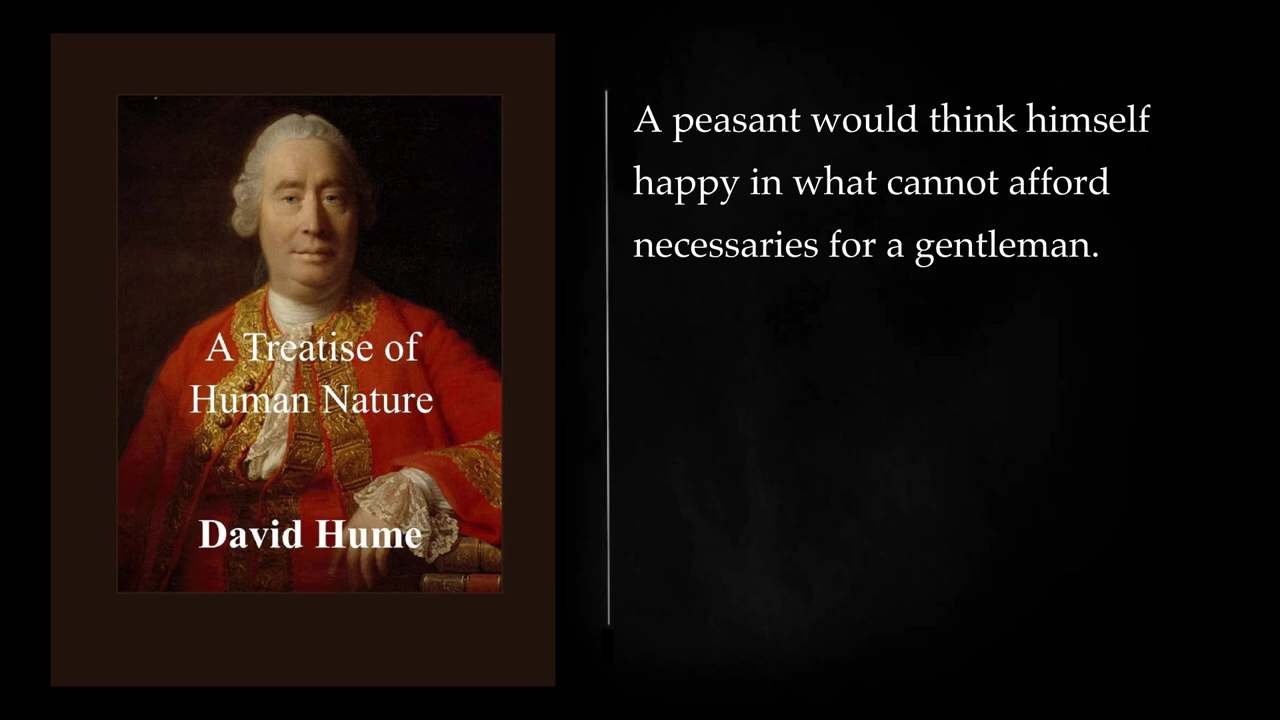 A Treatise of
Human Nature
David Hume
A peasant would think himself
happy in what cannot afford
necessaries for a gentleman.